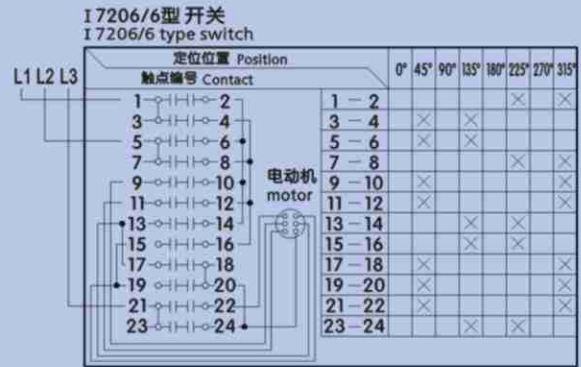 I 7206/6型 开关
I 7206/6 type switch
定位位置 Position
触点编号 Contact
0° 45° 90° 135° 180° 225° 270° 315°
L1 L2 L3
1 2 1 — 2 × ×
3 4 3 — 4 × ×
5 6 5 — 6 × ×
7 8 7 — 8 × ×
9 10 9 — 10 × ×
11 12 11 — 12 × ×
13 14 13 — 14 × ×
15 16 15 — 16 × ×
17 18 17 — 18 × ×
19 20 19 — 20 × ×
21 22 21 — 22 × ×
23 24 23 — 24 × ×
电动机
motor